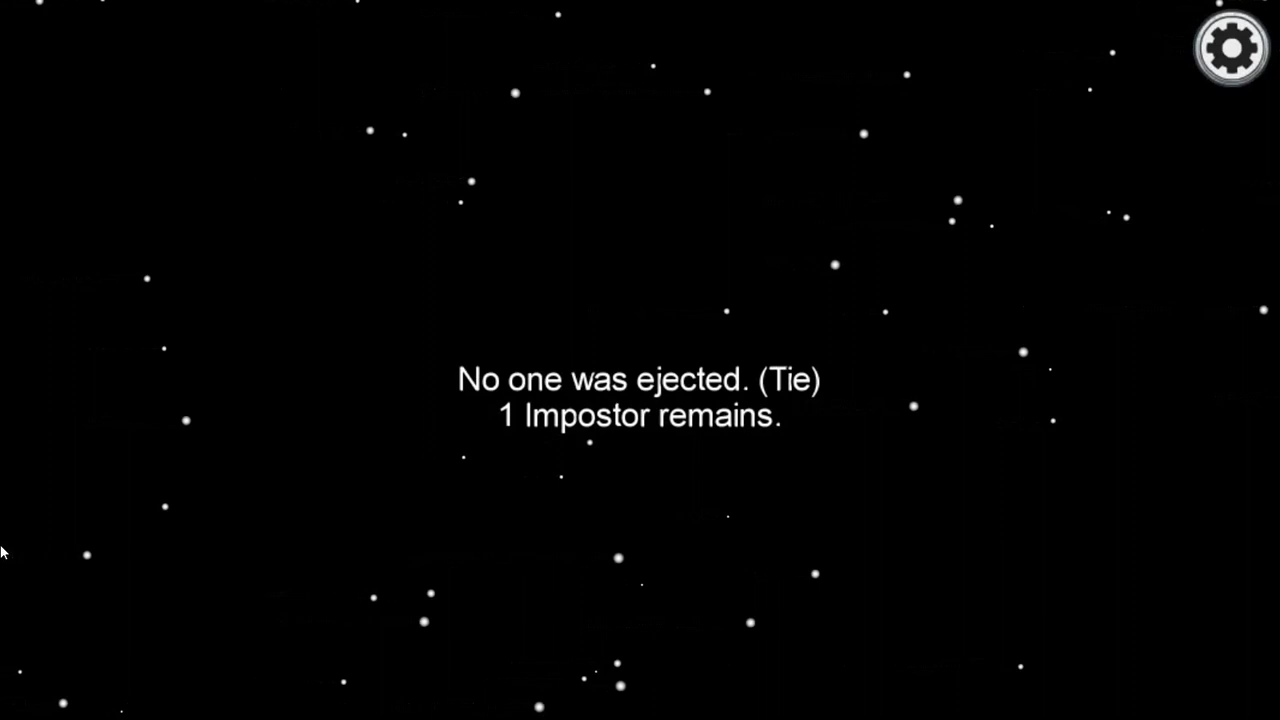 No one was ejected. (Tie)
1 Impostor remains.